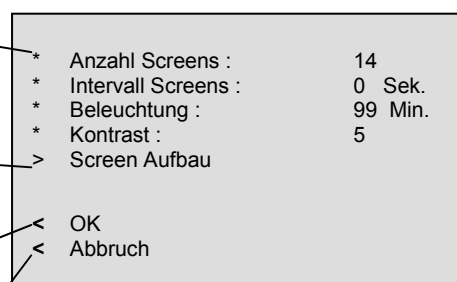 * Anzahl Screens : 14
* Intervall Screens : 0 Sek.
* Beleuchtung : 99 Min.
* Kontrast : 5
> Screen Aufbau
< OK
< Abbruch